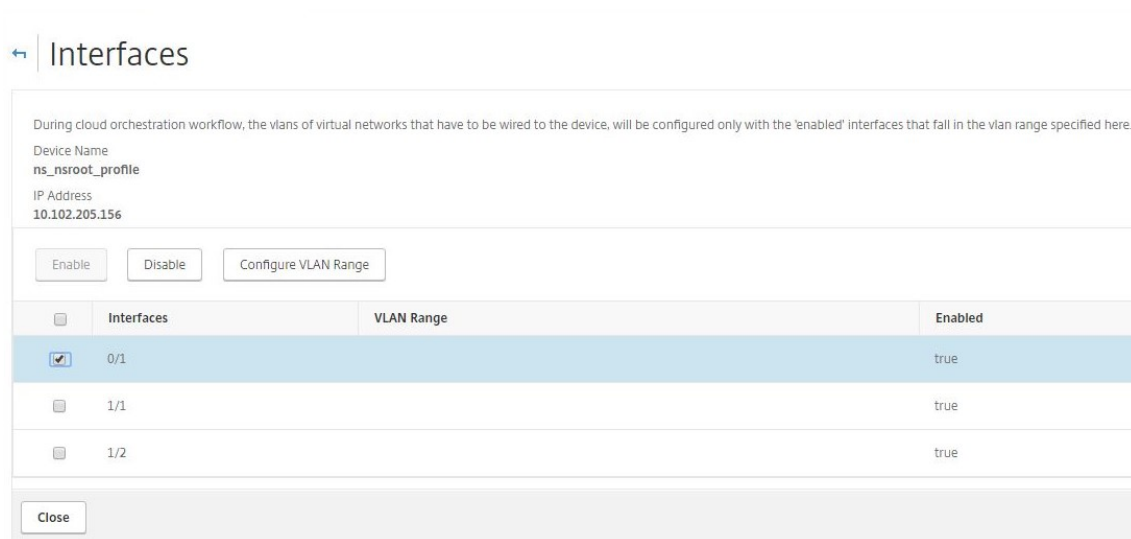 Interfaces
During cloud orchestration workflow, the vlans of virtual networks that have to be wired to the device, will be configured only with the 'enabled' interfaces that fall in the vlan range specified here.
Device Name
ns_nsroot_profile
IP Address
10.102.205.156
Enable Disable Configure VLAN Range
Interfaces VLAN Range Enabled
0/1 true
1/1 true
1/2 true
Close